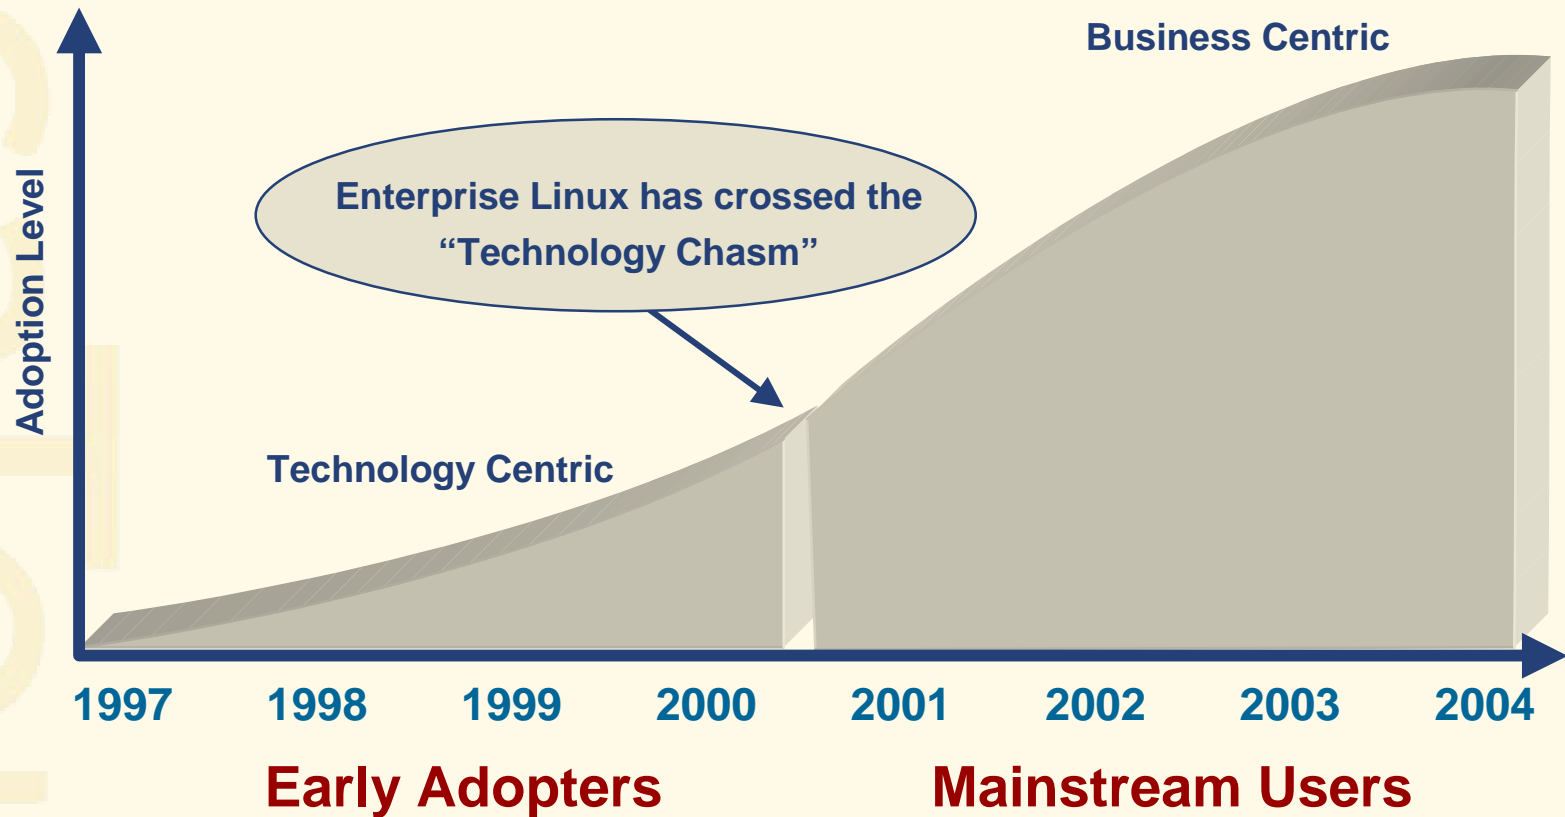 Business Centric
Enterprise Linux has crossed the
“Technology Chasm”
Adoption Level
Technology Centric
1997 1998 1999 2000 2001 2002 2003 2004
Early Adopters Mainstream Users